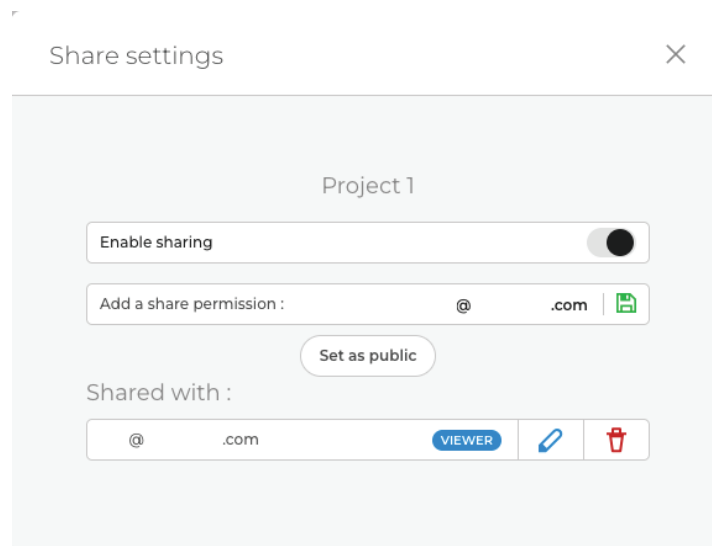 Share settings
Project 1
Enable sharing
Add a share permission : @ .com
Set as public
Shared with :
@ .com VIEWER